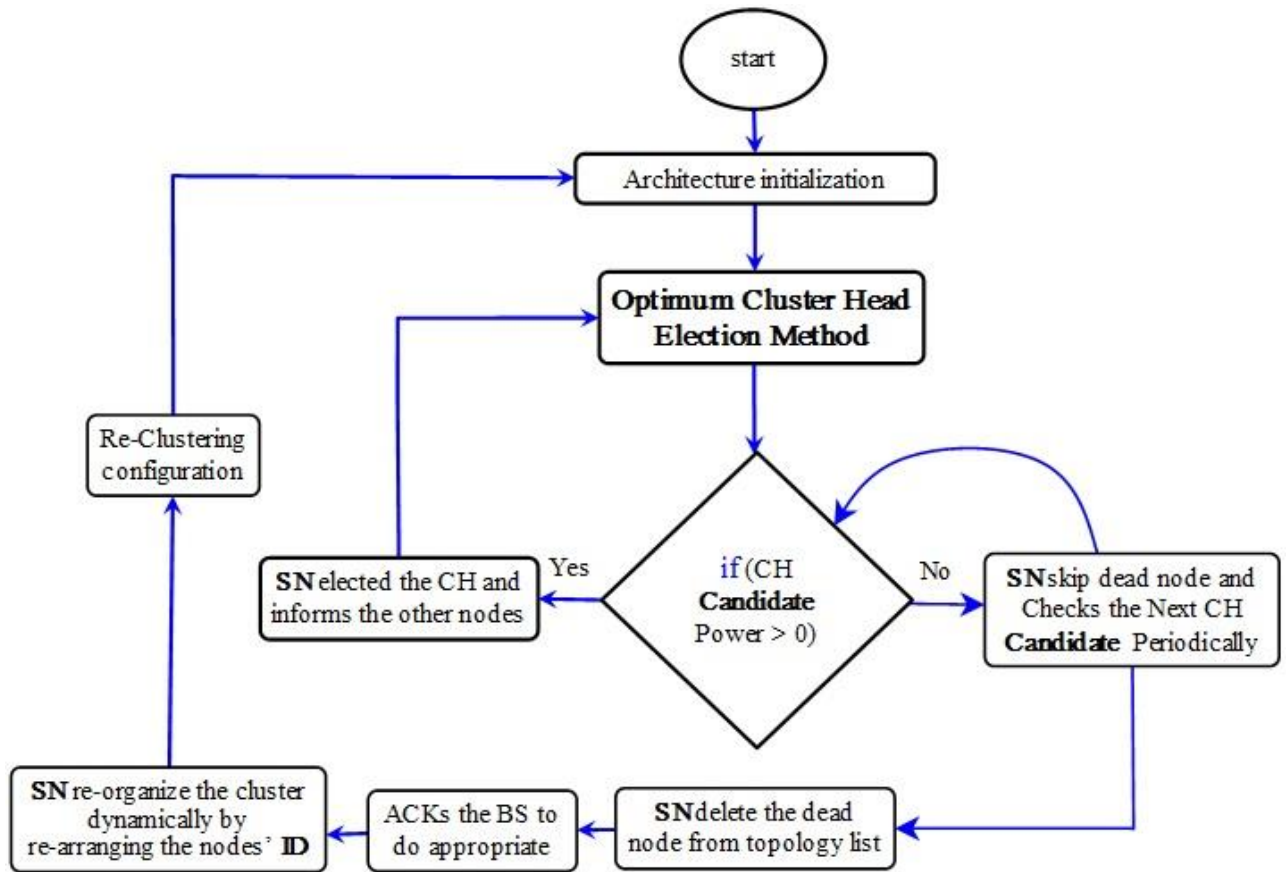 start
Architecture initialization
Optimum Cluster Head
Election Method
Re-Clustering
configuration
SN elected the CH and
informs the other nodes
Yes
if (CH
Candidate
Power > 0)
No
SN skip dead node and
Checks the Next CH
Candidate Periodically
SN re-organize the cluster
dynamically by
re-arranging the nodes’ ID
ACKs the BS to
do appropriate
SN delete the dead
node from topology list